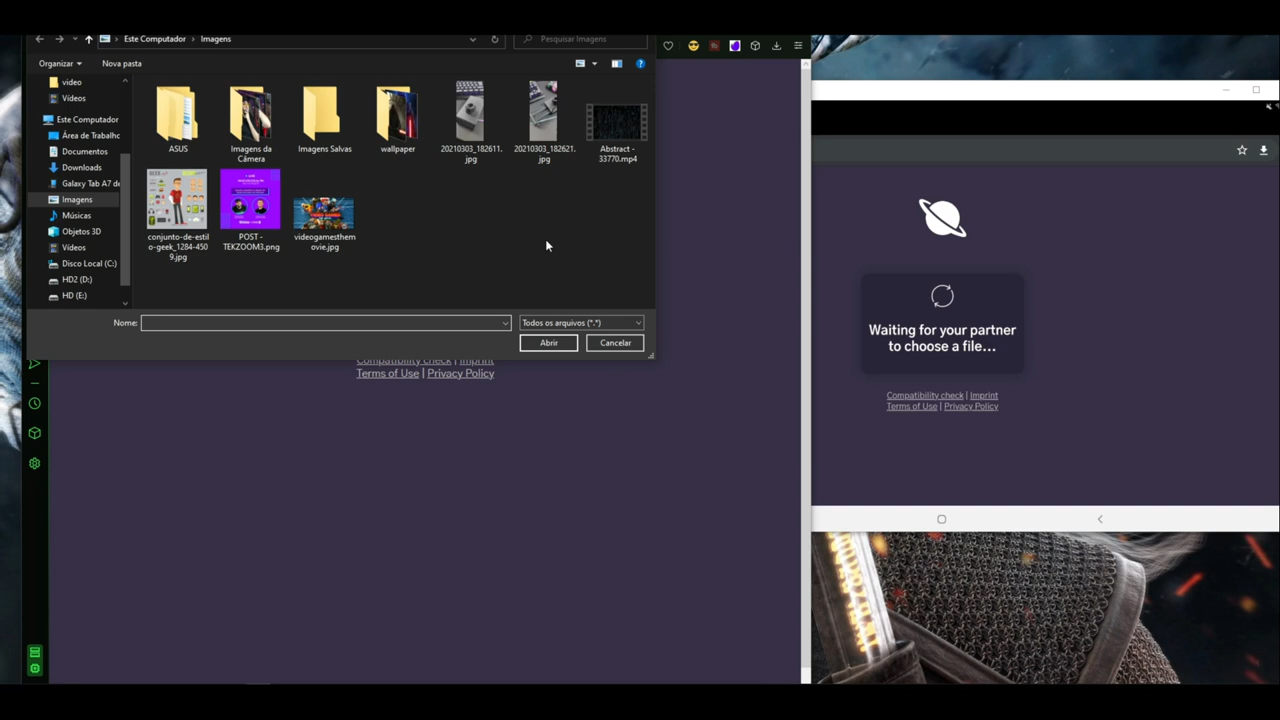 Este Computador > Imagens
Pesquisar Imagens
Organizar
Nova pasta
video
Vídeos
Este Computador
Área de Trabalho
Documentos
Downloads
Galaxy Tab A7 de
Imagens
Músicas
Objetos 3D
Vídeos
Disco Local (C:)
HD2 (D:)
HD (E:)
ASUS
Imagens da
Câmera
Imagens Salvas
wallpaper
20210303_182611.
jpg
20210303_182621.
jpg
Abstract -
33770.mp4
conjunto-de-estil
o-geek_1284-450
9.jpg
POST -
TEKZOOM3.png
videogamesthem
ovie.jpg
Nome:
Todos os arquivos (*.*)
Abrir
Cancelar
Compatibility check | Imprint
Terms of Use | Privacy Policy
Waiting for your partner
to choose a file...
Compatibility check | Imprint
Terms of Use | Privacy Policy